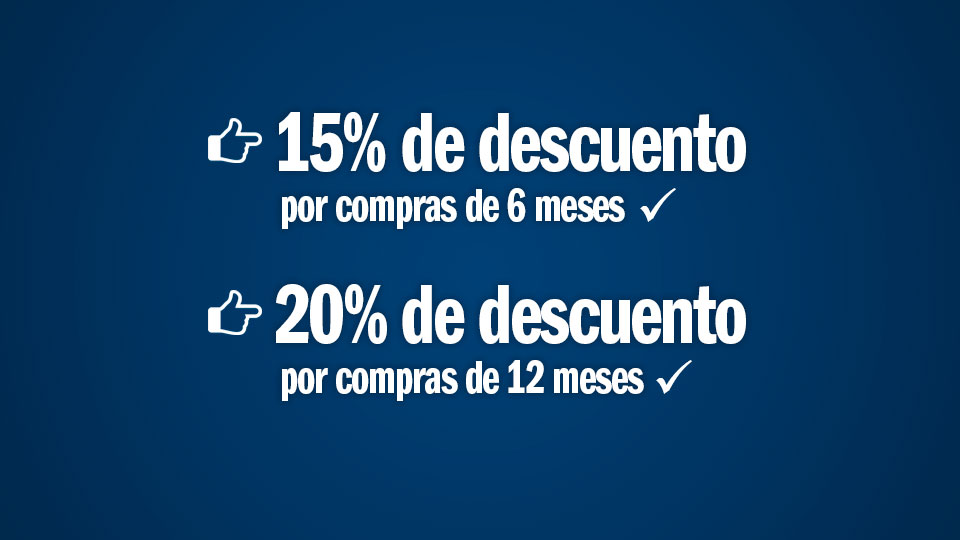 15% de descuento
por compras de 6 meses ✓
20% de descuento
por compras de 12 meses ✓